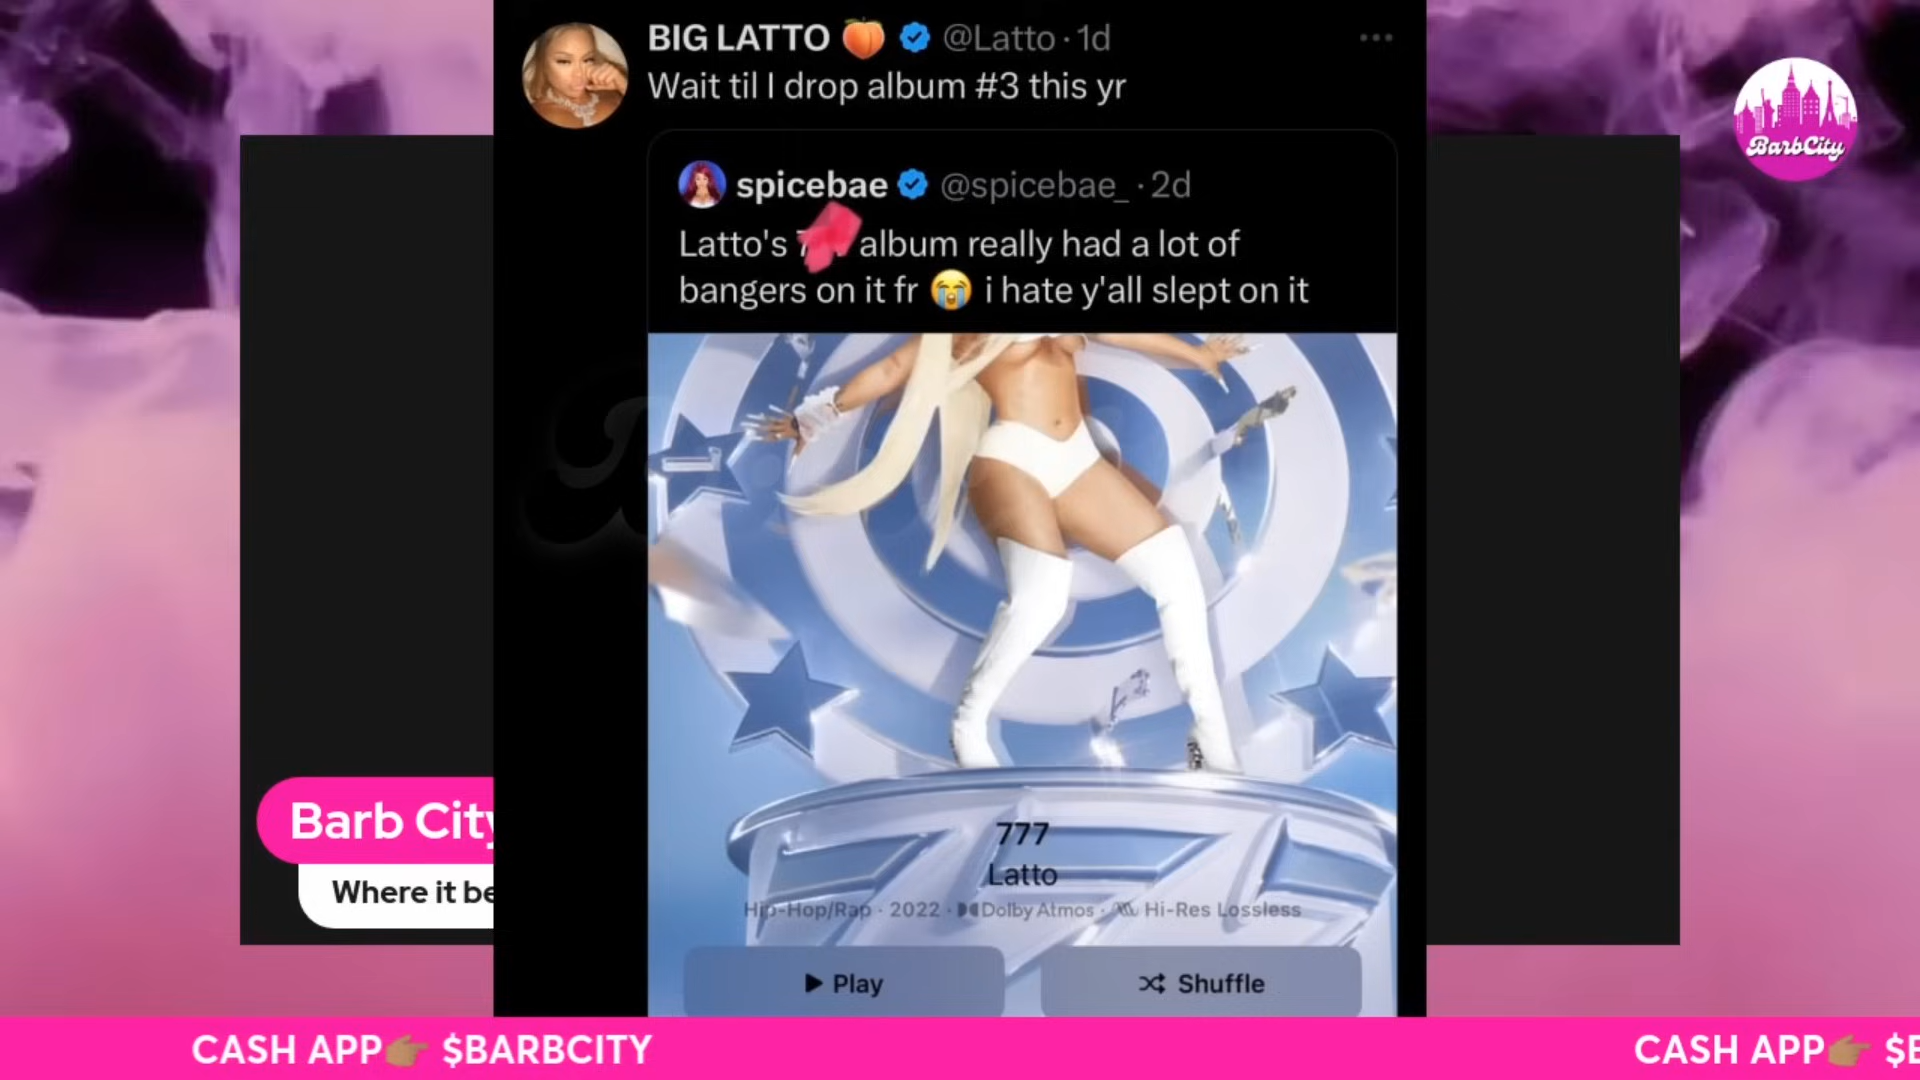 BIG LATTO 🍑 @Latto · 1d
Wait til I drop album #3 this yr
spicebae @spicebae_ · 2d
Latto's album really had a lot of
bangers on it fr 😭 i hate y'all slept on it
BarbCity
777
Latto
Hip-Hop/Rap · 2022 · Dolby Atmos · Hi-Res Lossless
Play
Shuffle
Barb City
Where it be
CASH APP👉🏽 $BARBCITY
CASH APP👉🏽 $B